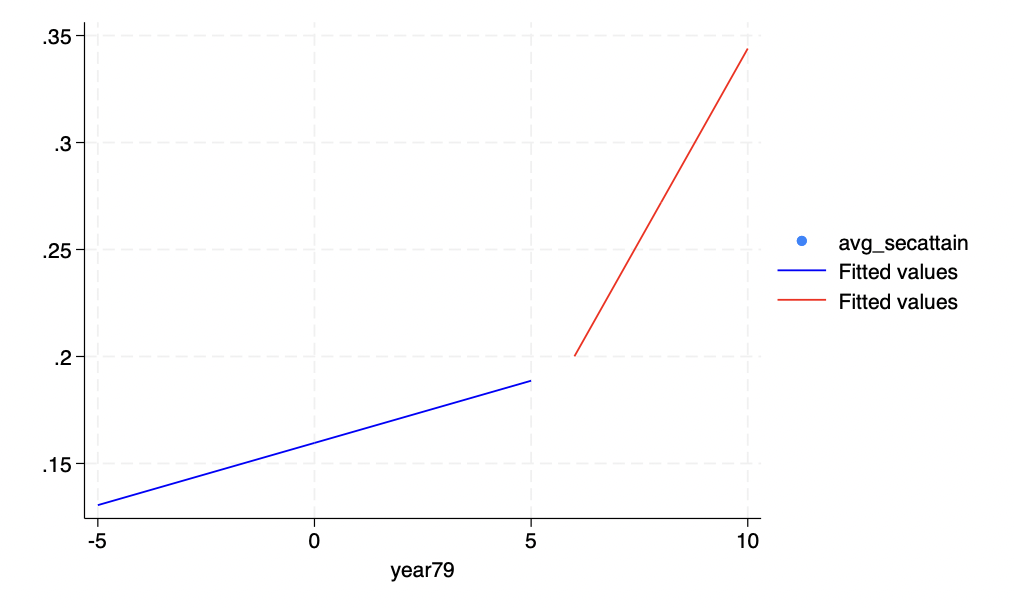 .35
.3
.25
.2
.15
-5 0 5 10
year79
avg_secattain
Fitted values
Fitted values